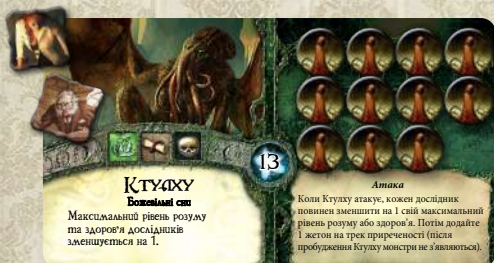 Ктулху
Божевільні сни
Максимальний рівень розуму
та здоров'я дослідників
зменшується на 1.
13
Атака
Коли Ктулху атакує, кожен дослідник
повинен зменшити на 1 свій максимальний
рівень розуму або здоров'я. Потім додайте
1 жетон на трек приреченості (після
пробудження Ктулху монстри не з'являються).